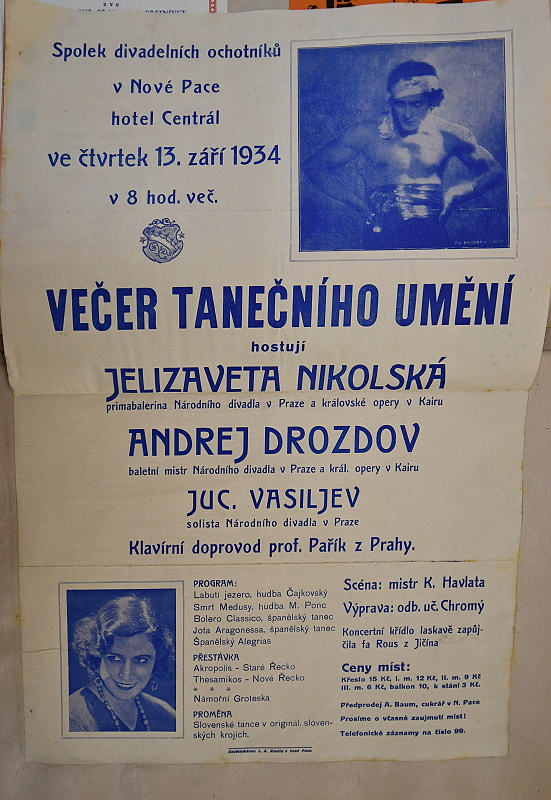 zve
Spolek divadelních ochotníků
v Nové Pace
hotel Centrál
ve čtvrtek 13. září 1934
v 8 hod. več.
VEČER TANEČNÍHO UMĚNÍ
hostují
JELIZAVETA NIKOLSKÁ
primabalerina Národního divadla v Praze a královské opery v Kairu
ANDREJ DROZDOV
baletní mistr Národního divadla v Praze a král. opery v Kairu
JUC. VASILJEV
solista Národního divadla v Praze
Klavírní doprovod prof. Pařík z Prahy.
PROGRAM:
Labutí jezero, hudba Čajkovský
Smrt Medusy, hudba M. Ponc
Bolero Classico, španělský tanec
Jota Aragonessa, španělský tanec
Španělský Alegrias
PŘESTÁVKA
Akropolis - Staré Řecko
Thesamikos - Nové Řecko
* * *
Námořní Groteska
PROMĚNA
Slovenské tance v originál. sloven-
ských krojích.
Scéna: mistr K. Havlata
Výprava: odb. uč. Chromý
Koncertní křídlo laskavě zapůj-
čila fa Rous z Jičína
Ceny míst:
Křeslo 15 Kč, I. m. 12 Kč, II. m. 9 Kč
III. m. 6 Kč, balkon 10, k stání 3 Kč.
Předprodej A. Baum, cukrář v N. Pace
Prosíme o včasné zaujmutí míst!
Telefonické záznamy na číslo 99.